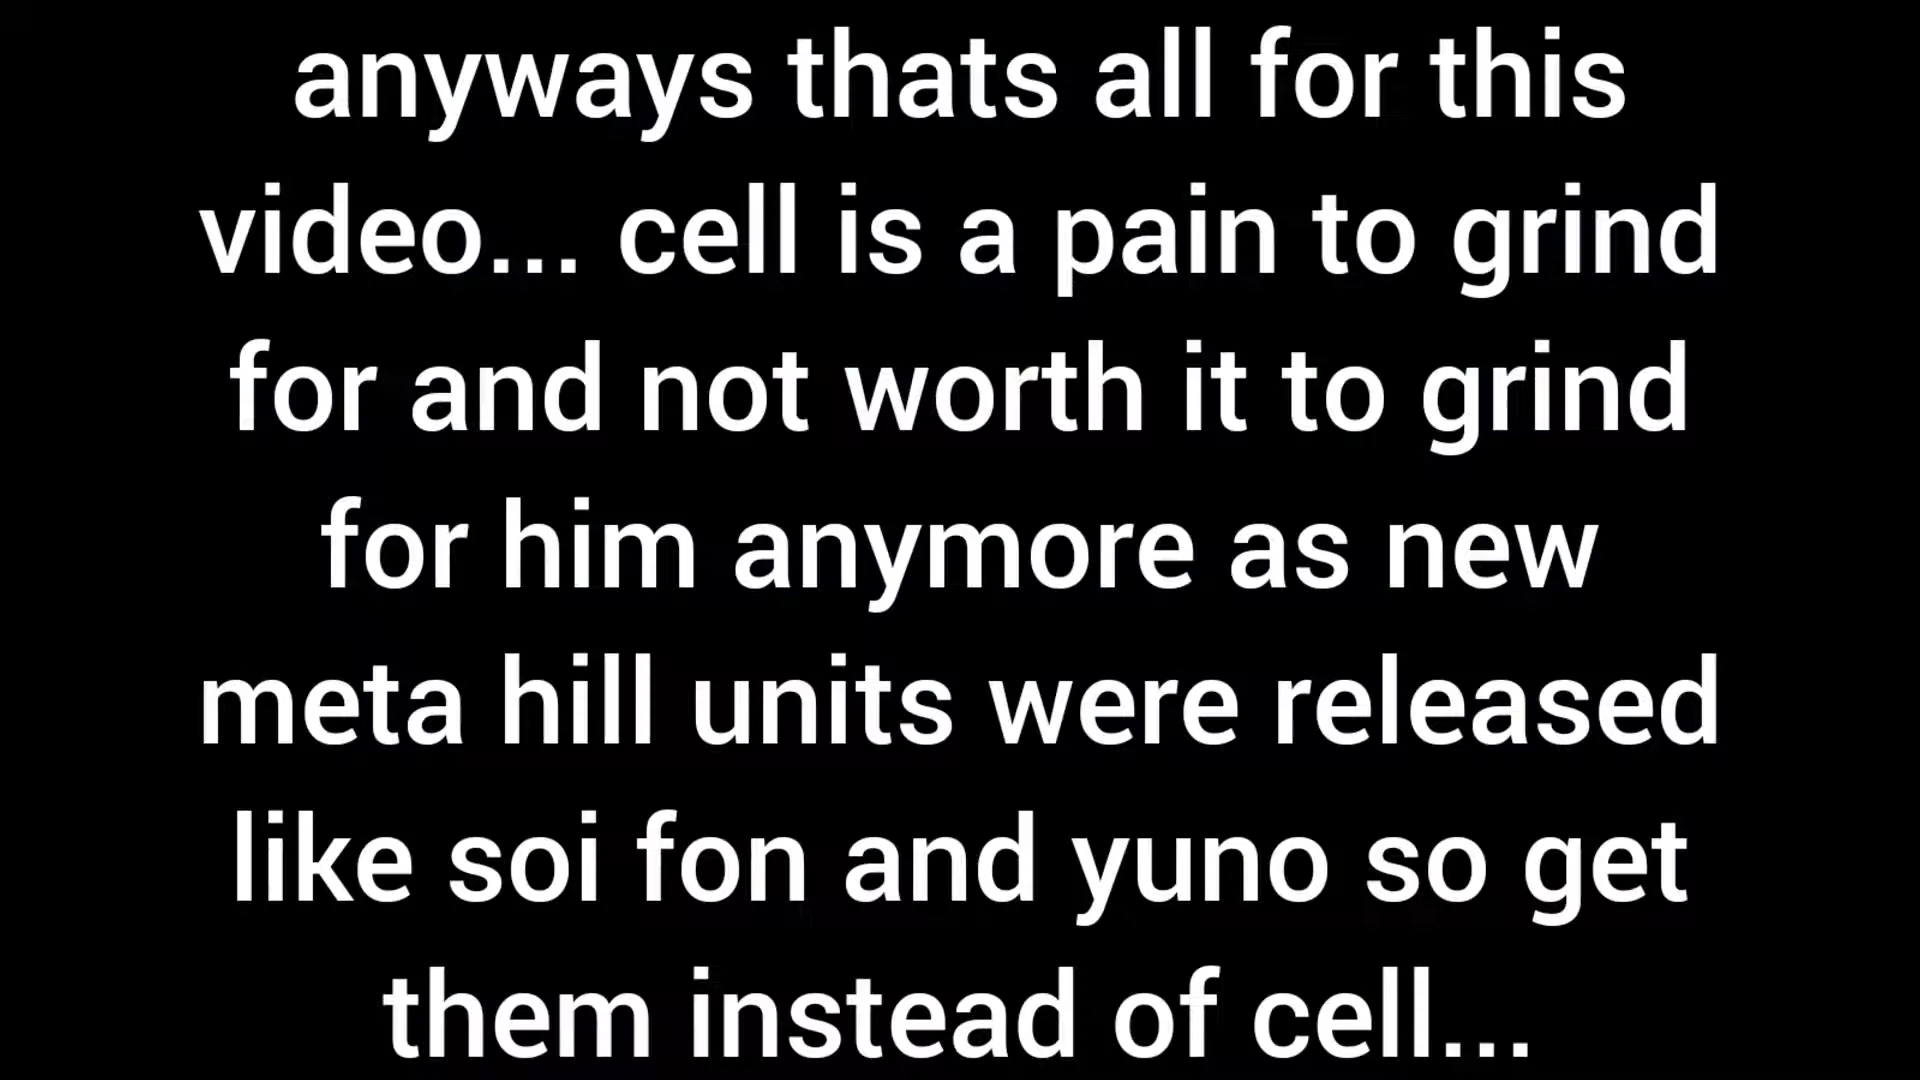 anyways thats all for this
video... cell is a pain to grind
for and not worth it to grind
for him anymore as new
meta hill units were released
like soi fon and yuno so get
them instead of cell...